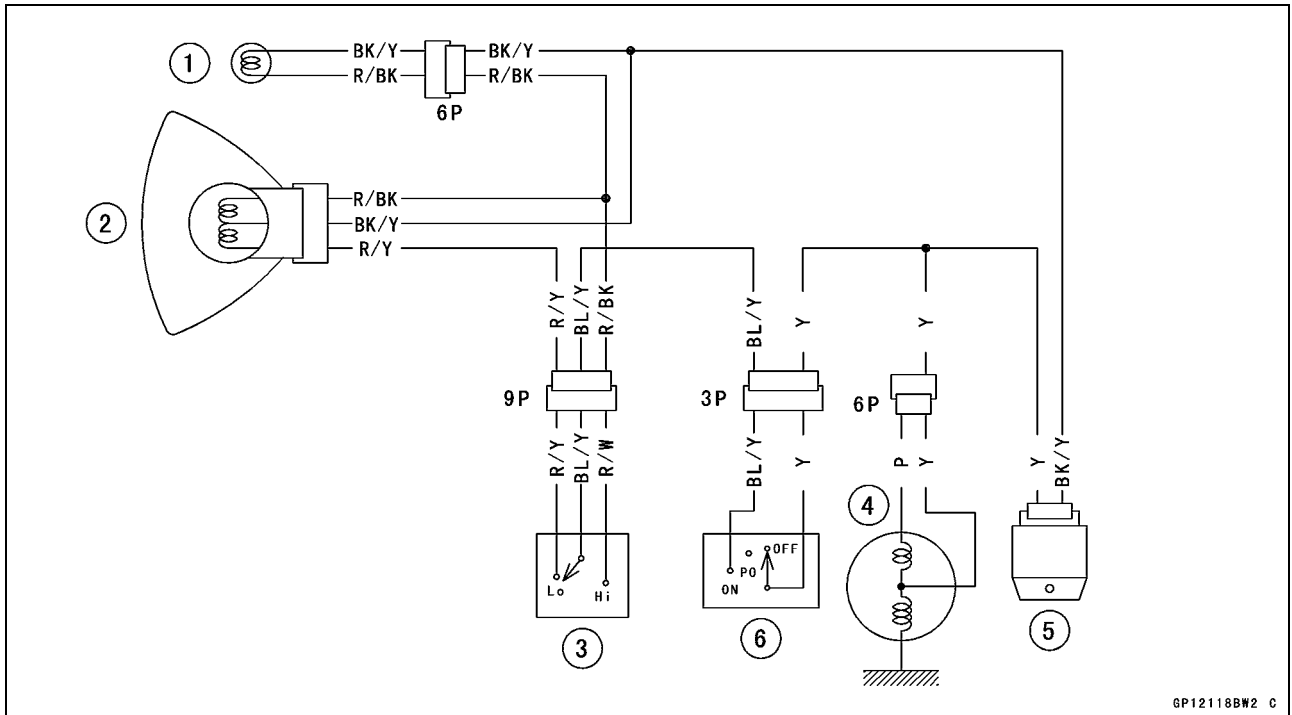 1
BK/Y
BK/Y
R/BK
R/BK
6P
2
R/BK
BK/Y
R/Y
R/Y
BL/Y
R/BK
BL/Y
Y
Y
9P
3P
6P
R/Y
BL/Y
R/W
BL/Y
Y
P
Y
Y
BK/Y
4
Lo
Hi
OFF
PO
ON
3
6
5
GP12118BW2 C